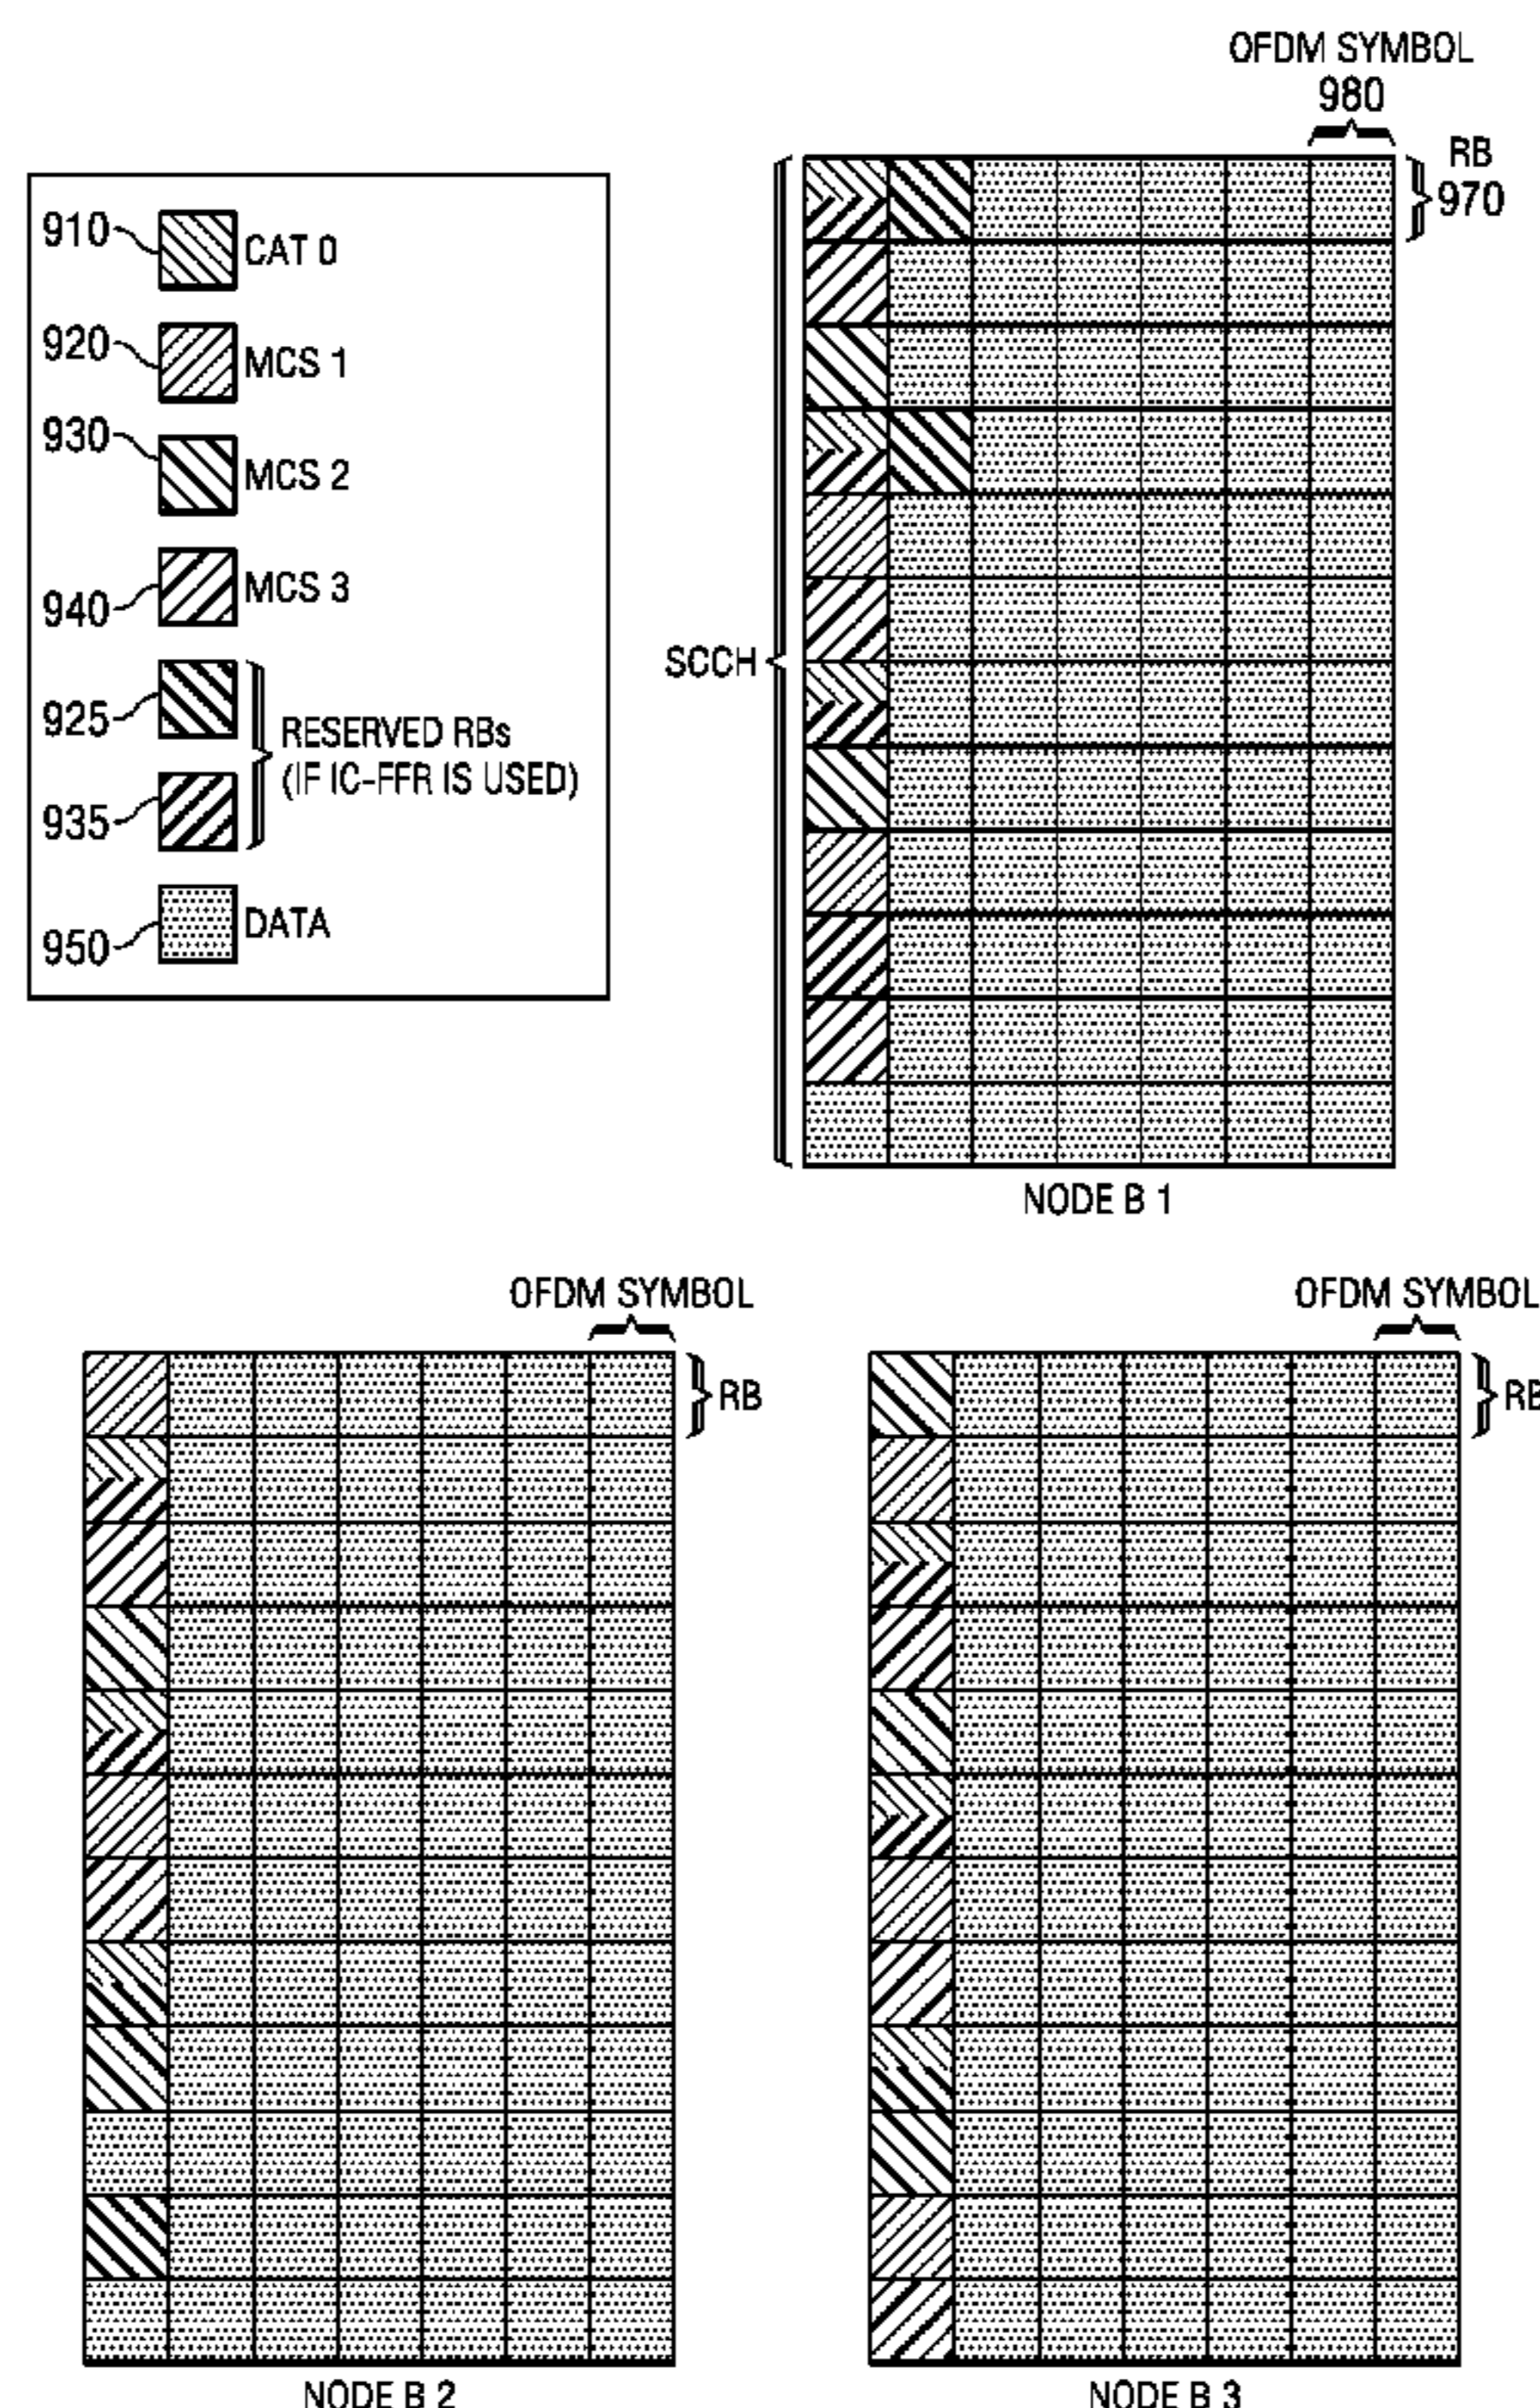 OFDM SYMBOL
980
RB
970
910
CAT 0
920
MCS 1
930
MCS 2
940
MCS 3
925
RESERVED RBs
(IF IC-FFR IS USED)
935
950
DATA
SCCH
NODE B 1
OFDM SYMBOL
RB
NODE B 2
OFDM SYMBOL
RB
NODE B 3